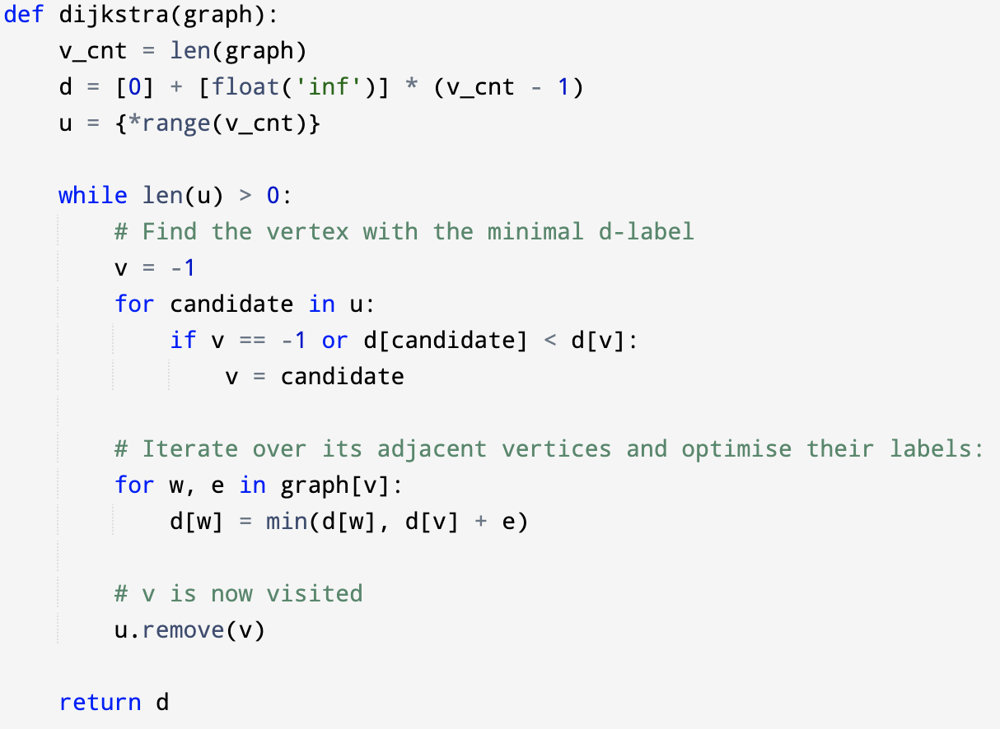 def dijkstra(graph):
    v_cnt = len(graph)
    d = [0] + [float('inf')] * (v_cnt - 1)
    u = {*range(v_cnt)}

    while len(u) > 0:
        # Find the vertex with the minimal d-label
        v = -1
        for candidate in u:
            if v == -1 or d[candidate] < d[v]:
                v = candidate

        # Iterate over its adjacent vertices and optimise their labels:
        for w, e in graph[v]:
            d[w] = min(d[w], d[v] + e)

        # v is now visited
        u.remove(v)

    return d